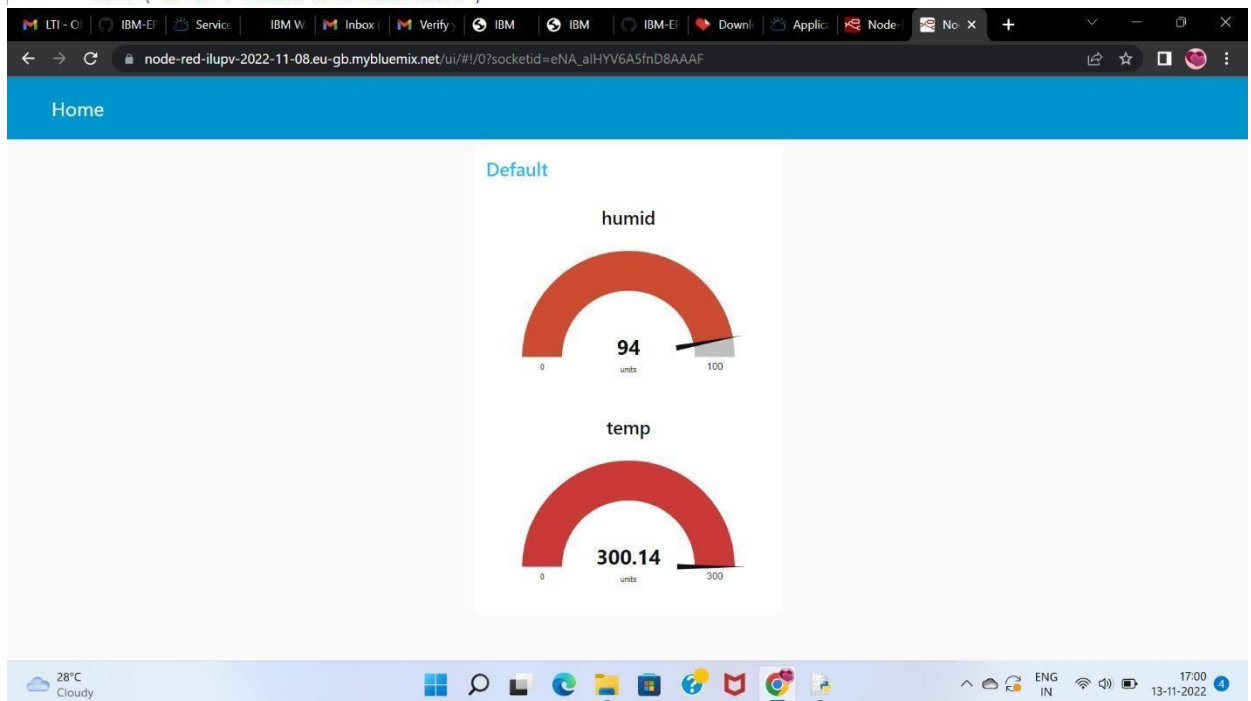 LTI - O
IBM-EF
Service
IBM W
Inbox (
Verify
IBM
IBM
IBM-EF
Downl
Applic
Node-
No
node-red-ilupv-2022-11-08.eu-gb.mybluemix.net/ui/#!/0?socketid=eNA_alHYV6A5fnD8AAAF
Home
Default
humid
94
units
0
100
temp
300.14
units
0
300
28°C
Cloudy
ENG
IN
17:00
13-11-2022
4